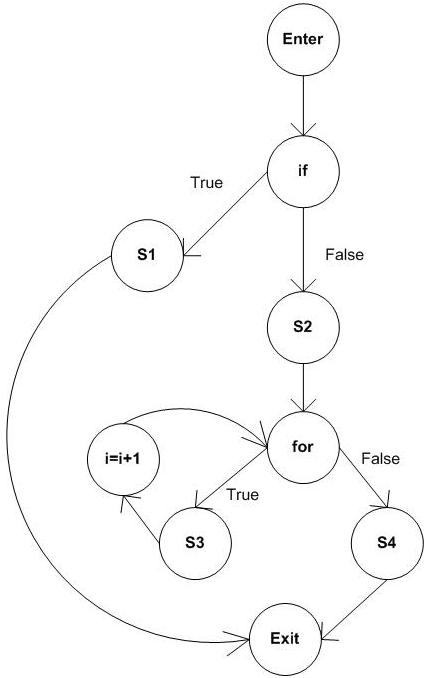 Enter
if
True
S1
False
S2
for
i=i+1
False
True
S3
S4
Exit